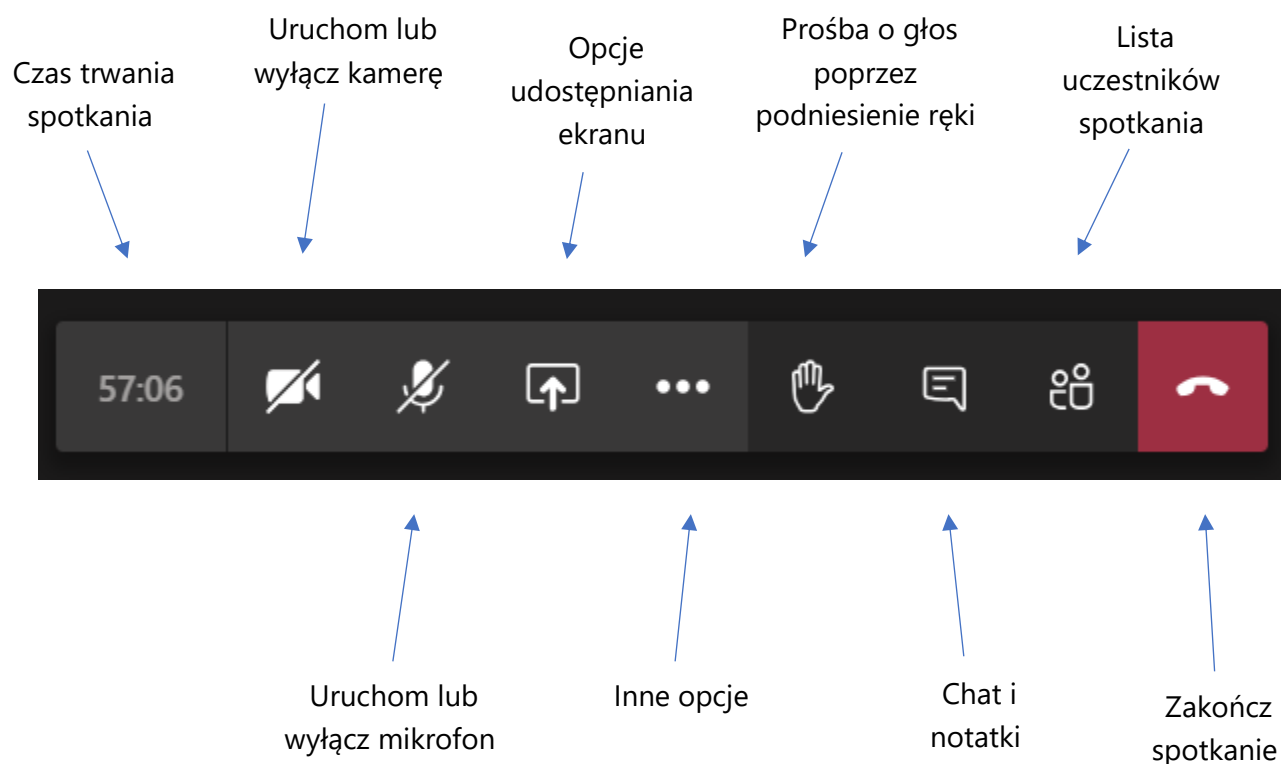 Czas trwania
spotkania
Uruchom lub
wyłącz kamerę
Opcje
udostępniania
ekranu
Prośba o głos
poprzez
podniesienie ręki
Lista
uczestników
spotkania
57:06
Uruchom lub
wyłącz mikrofon
Inne opcje
Chat i
notatki
Zakończ
spotkanie